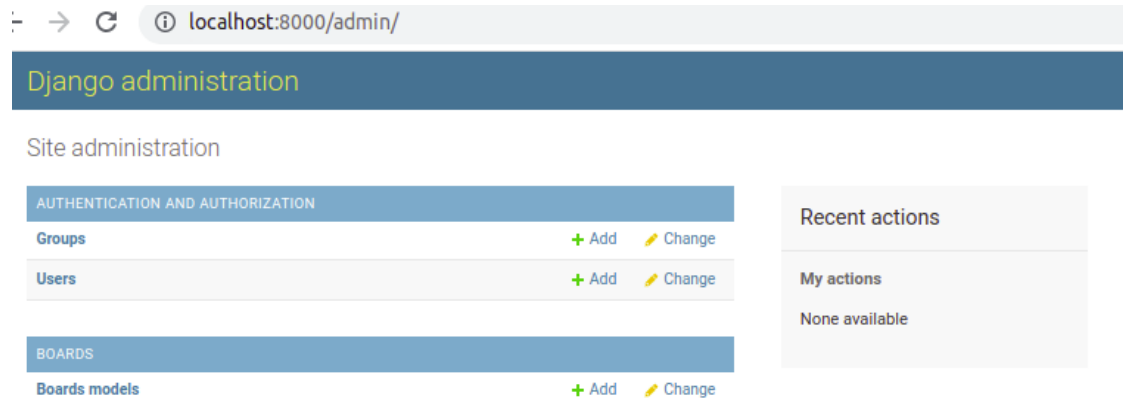 localhost:8000/admin/
Django administration
Site administration
AUTHENTICATION AND AUTHORIZATION
Groups Add Change
Users Add Change
BOARDS
Boards models Add Change
Recent actions
My actions
None available